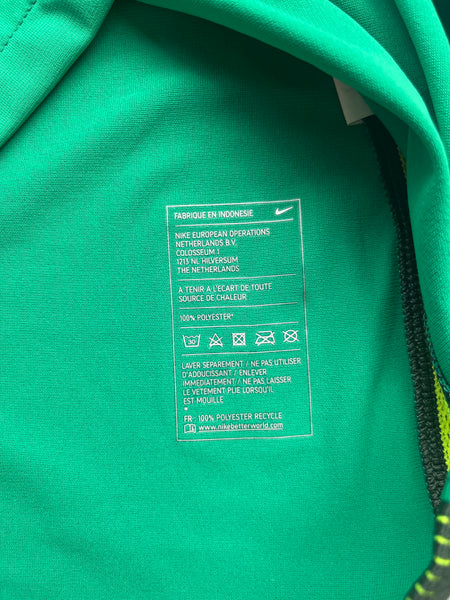 FABRIQUE EN INDONESIE
NIKE EUROPEAN OPERATIONS
NETHERLANDS B.V.
COLOSSEUM 1
1213 NL HILVERSUM
THE NETHERLANDS
A TENIR A L'ECART DE TOUTE
SOURCE DE CHALEUR
100% POLYESTER*
30°
LAVER SEPAREMENT / NE PAS UTILISER
D'ADDUCISSANT / ENLEVER
IMMEDIATEMENT / NE PAS LAISSER
LE VETEMENT PLIE LORSQU'IL
EST MOUILLE
*
FR : 100% POLYESTER RECYCLE
www.nikebetterworld.com